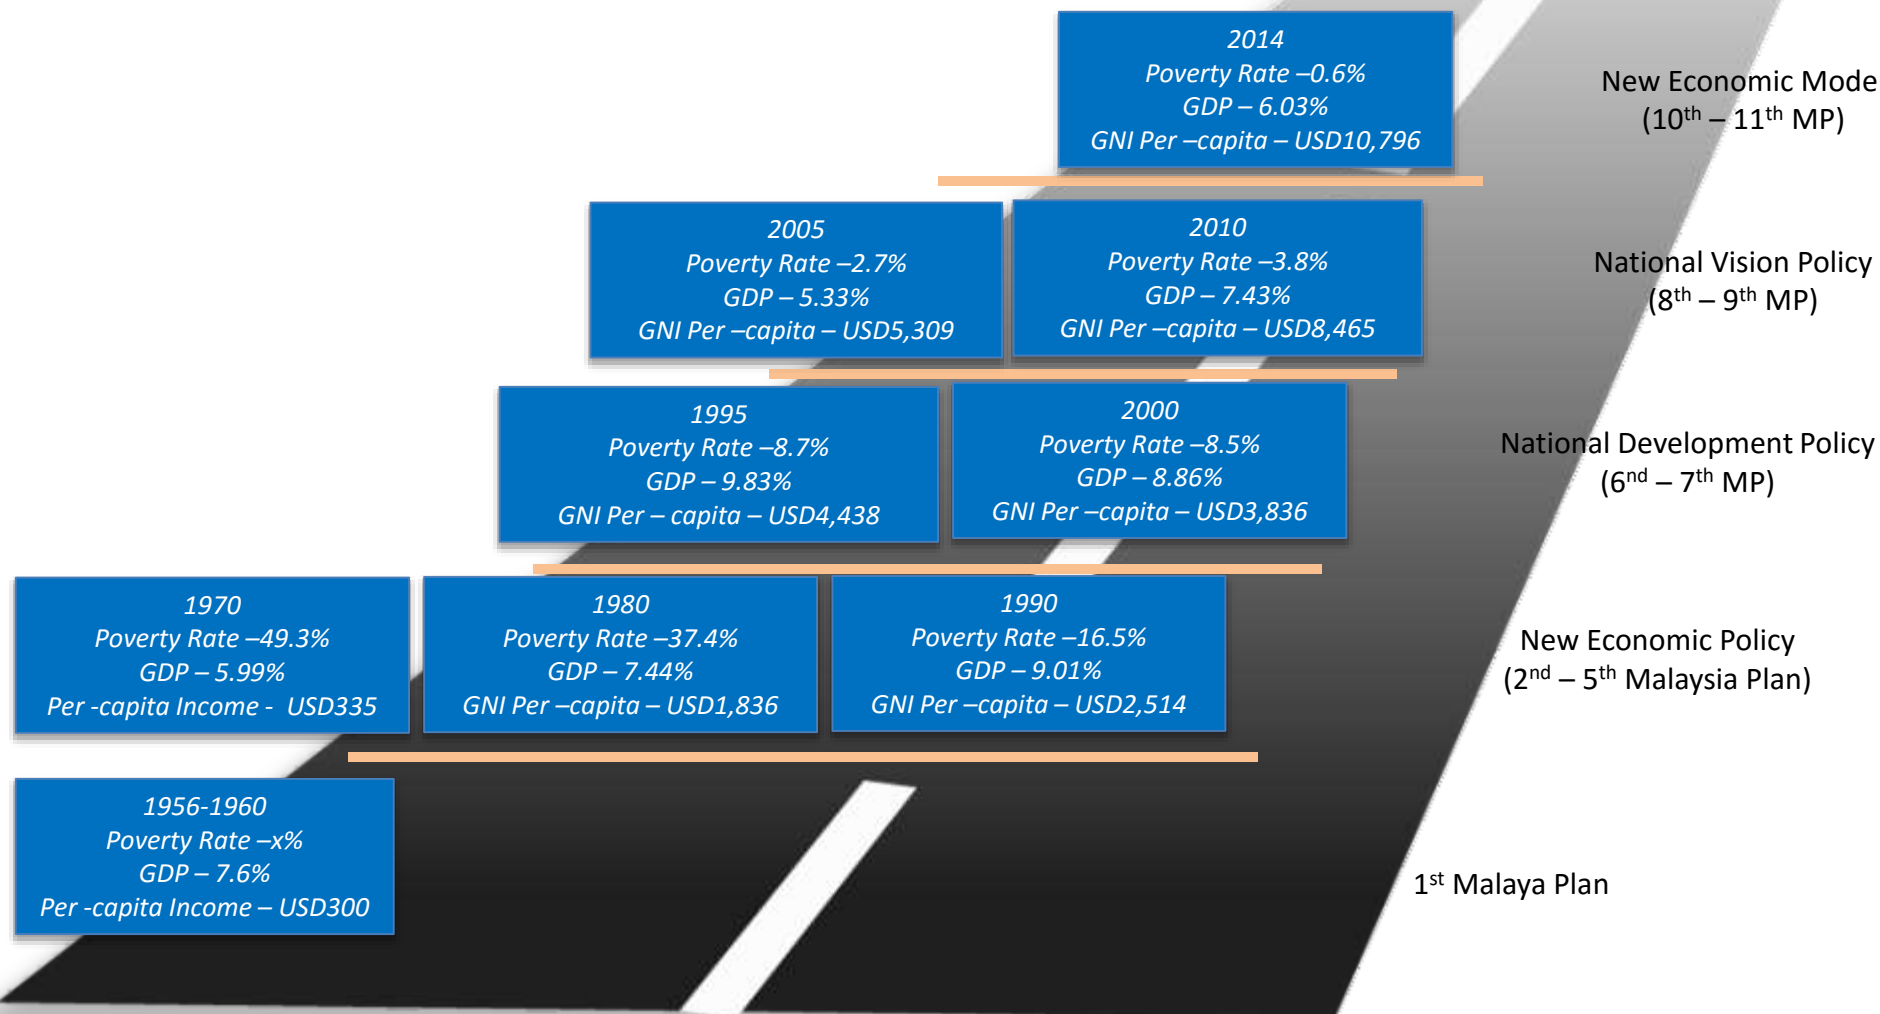 2014
Poverty Rate –0.6%
GDP – 6.03%
GNI Per –capita – USD10,796
New Economic Mode
(10th – 11th MP)
2005
Poverty Rate –2.7%
GDP – 5.33%
GNI Per –capita – USD5,309
2010
Poverty Rate –3.8%
GDP – 7.43%
GNI Per –capita – USD8,465
National Vision Policy
(8th – 9th MP)
1995
Poverty Rate –8.7%
GDP – 9.83%
GNI Per – capita – USD4,438
2000
Poverty Rate –8.5%
GDP – 8.86%
GNI Per –capita – USD3,836
National Development Policy
(6nd – 7th MP)
1970
Poverty Rate –49.3%
GDP – 5.99%
Per -capita Income - USD335
1980
Poverty Rate –37.4%
GDP – 7.44%
GNI Per –capita – USD1,836
1990
Poverty Rate –16.5%
GDP – 9.01%
GNI Per –capita – USD2,514
New Economic Policy
(2nd – 5th Malaysia Plan)
1956-1960
Poverty Rate –x%
GDP – 7.6%
Per -capita Income – USD300
1st Malaya Plan